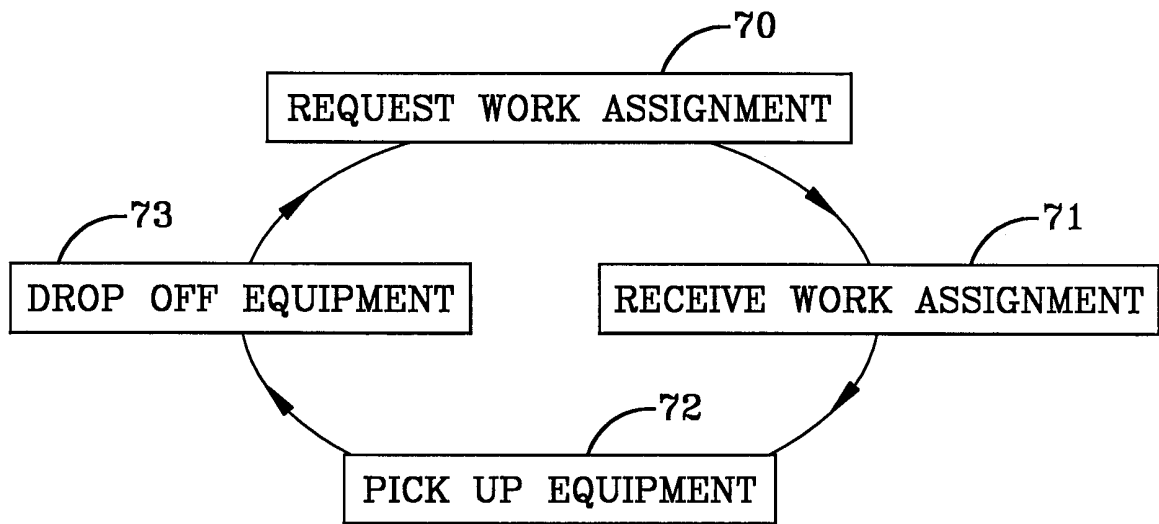 70
REQUEST WORK ASSIGNMENT
73
71
DROP OFF EQUIPMENT
RECEIVE WORK ASSIGNMENT
72
PICK UP EQUIPMENT